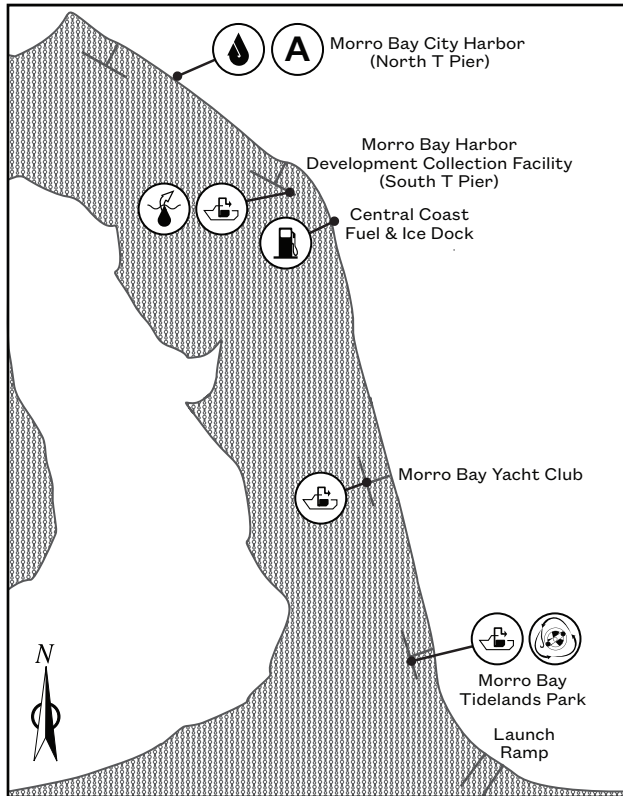 A
Morro Bay City Harbor
(North T Pier)
Morro Bay Harbor
Development Collection Facility
(South T Pier)
Central Coast
Fuel & Ice Dock
Morro Bay Yacht Club
Morro Bay
Tidelands Park
N
Launch
Ramp